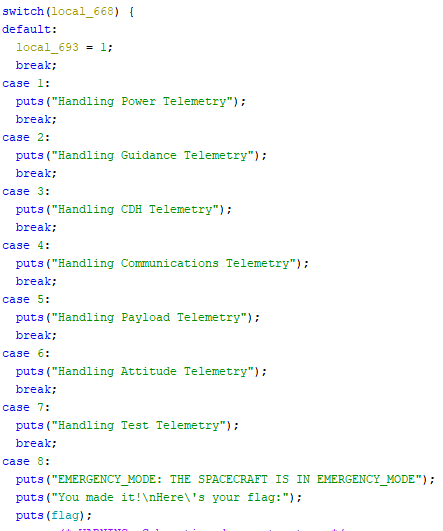 switch(local_668) {
default:
local_693 = 1;
break;
case 1:
puts("Handling Power Telemetry");
break;
case 2:
puts("Handling Guidance Telemetry");
break;
case 3:
puts("Handling CDH Telemetry");
break;
case 4:
puts("Handling Communications Telemetry");
break;
case 5:
puts("Handling Payload Telemetry");
break;
case 6:
puts("Handling Attitude Telemetry");
break;
case 7:
puts("Handling Test Telemetry");
break;
case 8:
puts("EMERGENCY_MODE: THE SPACECRAFT IS IN EMERGENCY_MODE");
puts("You made it!\nHere\'s your flag:");
puts(flag);